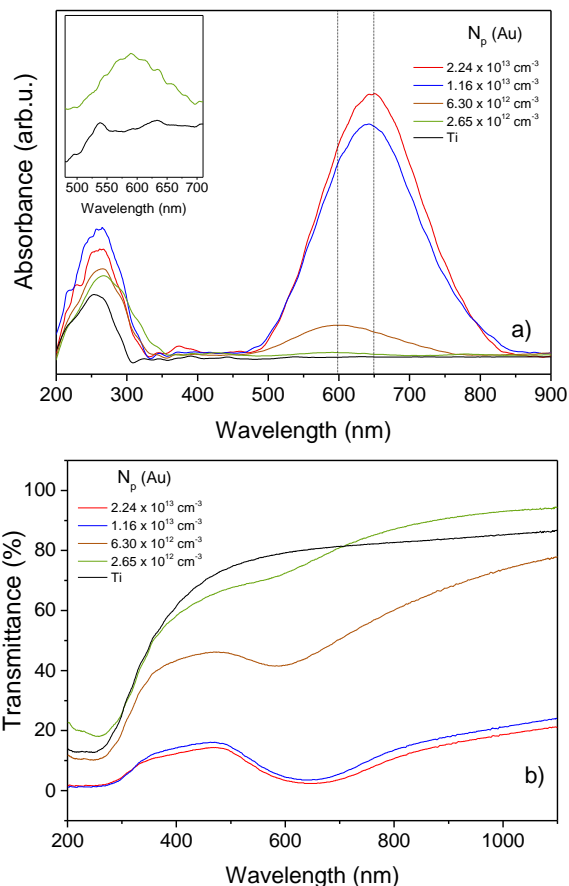 N_p (Au)
2.24 x 10^13 cm^-3
1.16 x 10^13 cm^-3
6.30 x 10^12 cm^-3
2.65 x 10^12 cm^-3
Ti
500 550 600 650 700
Wavelength (nm)
Absorbance (arb.u.)
a)
200 300 400 500 600 700 800 900
Wavelength (nm)
N_p (Au)
2.24 x 10^13 cm^-3
1.16 x 10^13 cm^-3
6.30 x 10^12 cm^-3
2.65 x 10^12 cm^-3
Ti
100
80
60
40
20
0
Transmittance (%)
b)
200 400 600 800 1000
Wavelength (nm)